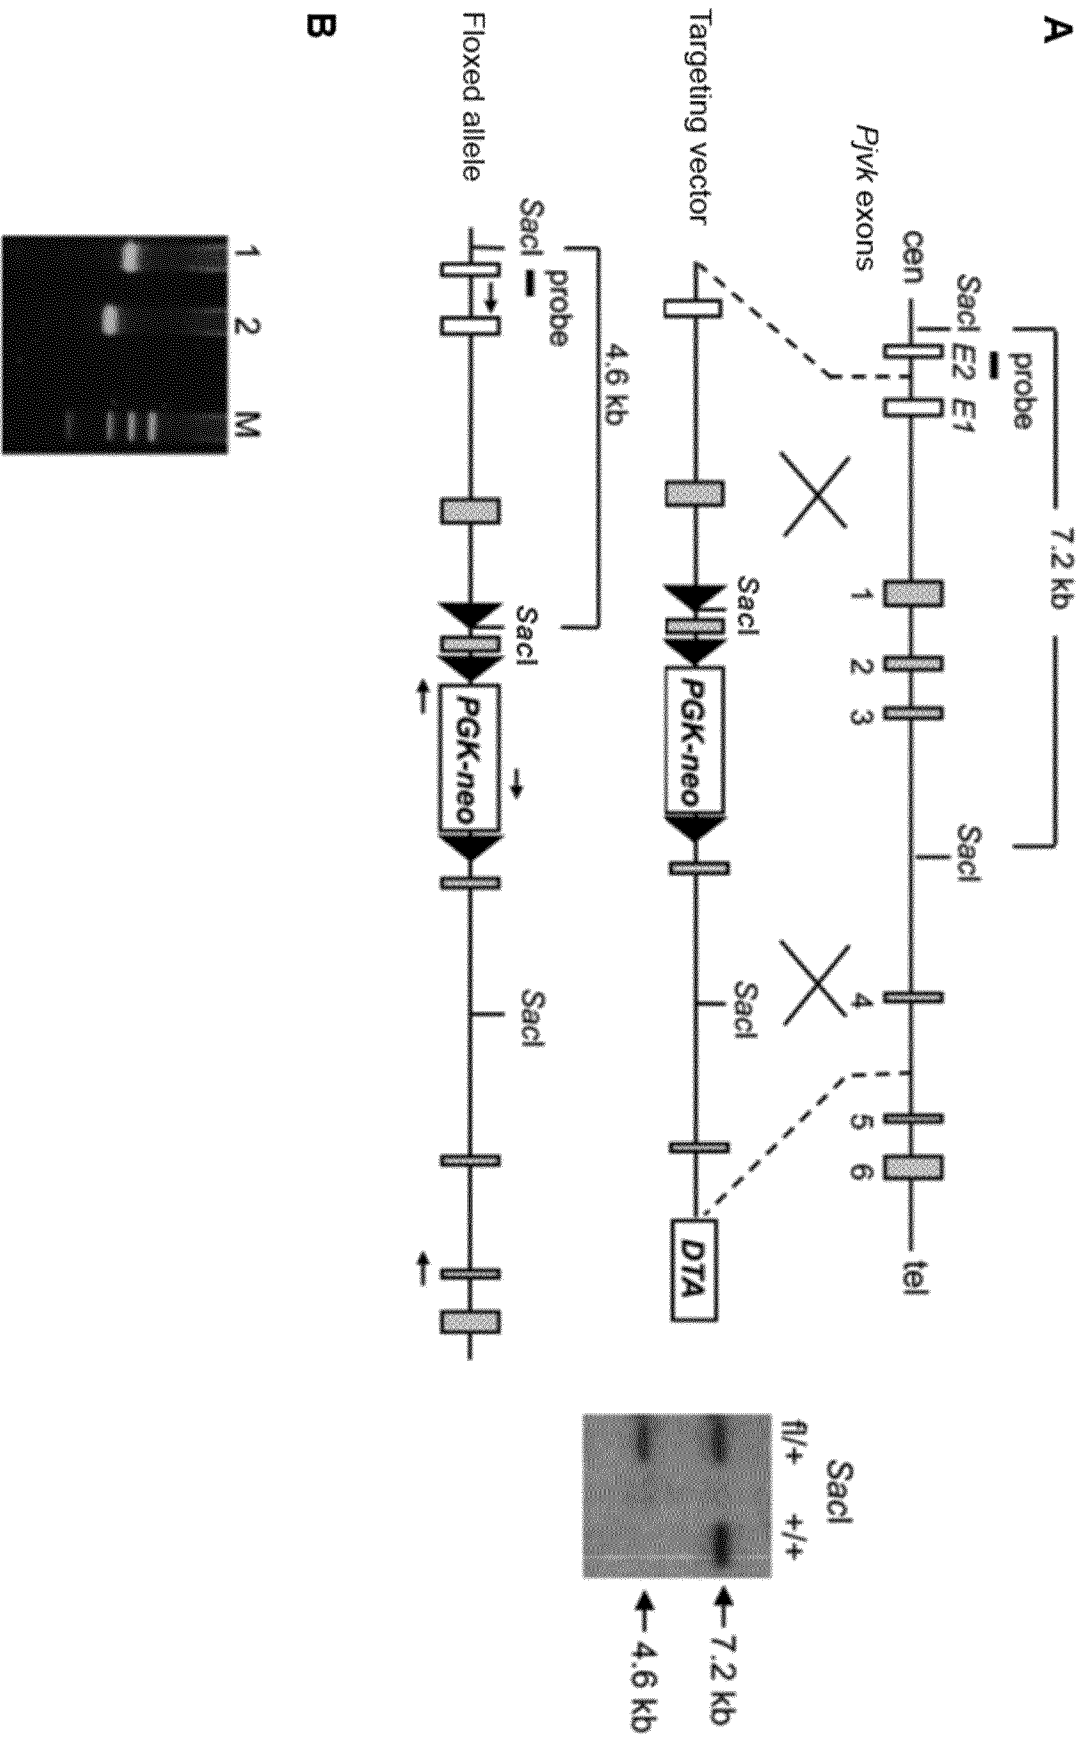 A
7.2 kb
probe
SacI E2 E1
SacI
cen
tel
Pjvk exons
1 2 3 4 5 6
SacI
SacI
Targeting vector
PGK-neo
DTA
4.6 kb
probe
SacI
SacI
SacI
Floxed allele
PGK-neo
SacI
fl/+ +/+
7.2 kb
4.6 kb
B
1 2 M